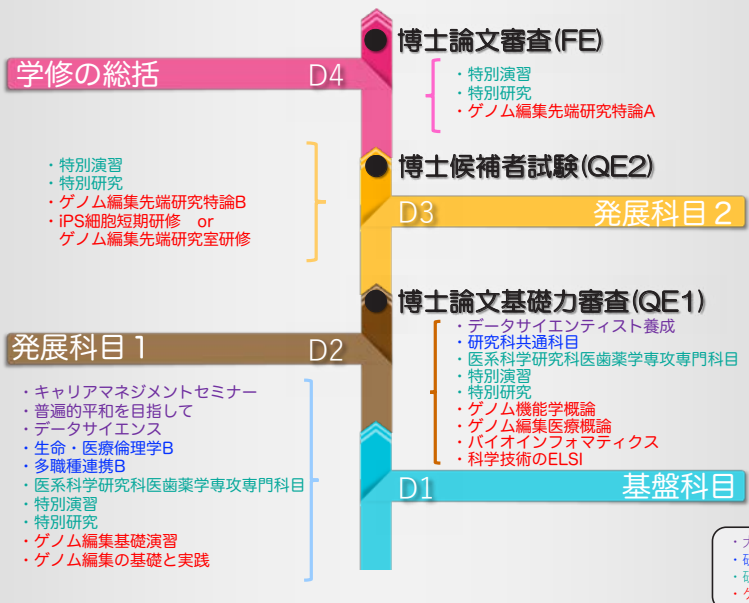 博士論文審査(FE)
学修の総括 D4
・特別演習
・特別研究
・ゲノム編集先端研究特論A
博士候補者試験(QE2)
・特別演習
・特別研究
・ゲノム編集先端研究特論B
・iPS細胞短期研修 or
ゲノム編集先端研究室研修
D3 発展科目２
博士論文基礎力審査(QE1)
・データサイエンティスト養成
・研究科共通科目
・医系科学研究科医歯薬学専攻専門科目
・特別演習
・特別研究
・ゲノム機能学概論
・ゲノム編集医療概論
・バイオインフォマティクス
・科学技術のELSI
発展科目１ D2
・キャリアマネジメントセミナー
・普遍的平和を目指して
・データサイエンス
・生命・医療倫理学B
・多職種連携B
・医系科学研究科医歯薬学専攻専門科目
・特別演習
・特別研究
・ゲノム編集基礎演習
・ゲノム編集の基礎と実践
D1 基盤科目